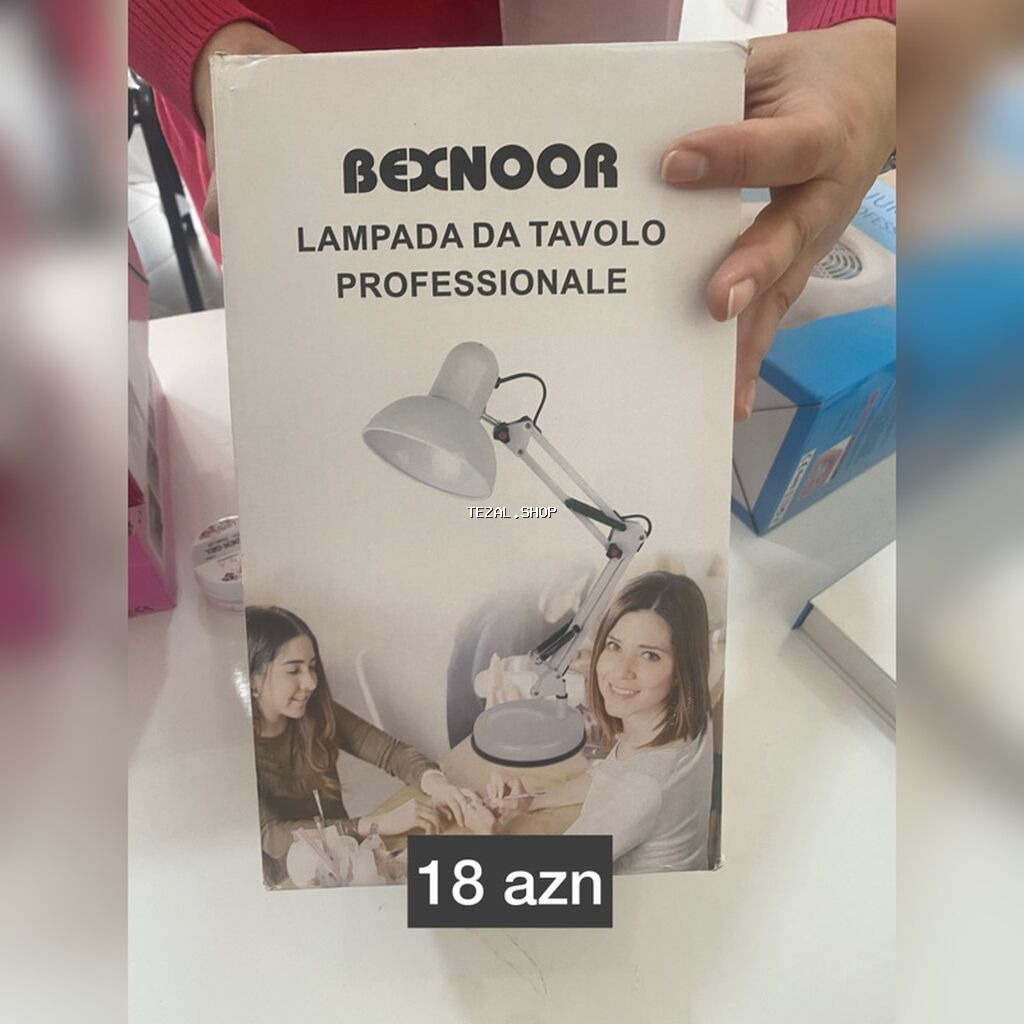 BEXNOOR
LAMPADA DA TAVOLO
PROFESSIONALE
TEZAL.SHOP
18 azn